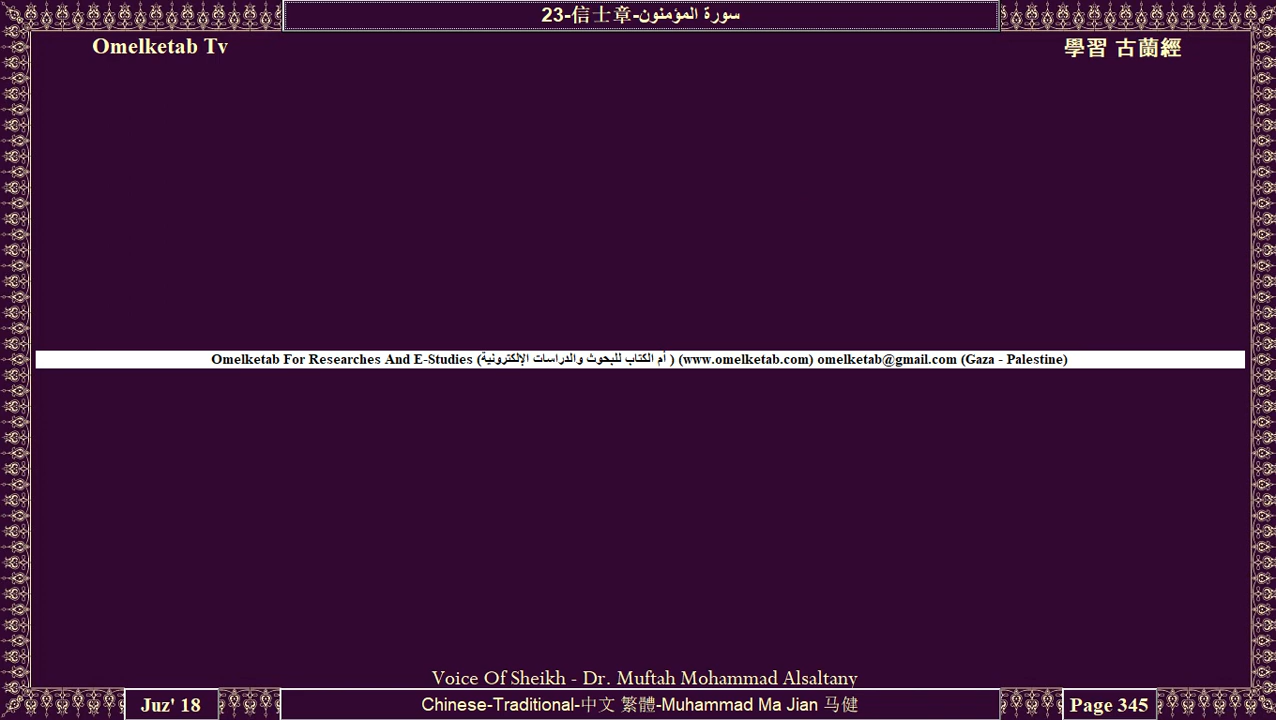 23-信士章-سورة المؤمنون
Omelketab Tv
學習 古蘭經
Omelketab For Researches And E-Studies (أم الكتاب للبحوث والدراسات الإلكترونية ) (www.omelketab.com) omelketab@gmail.com (Gaza - Palestine)
Voice Of Sheikh - Dr. Muftah Mohammad Alsaltany
Juz' 18
Chinese-Traditional-中文 繁體-Muhammad Ma Jian 马健
Page 345